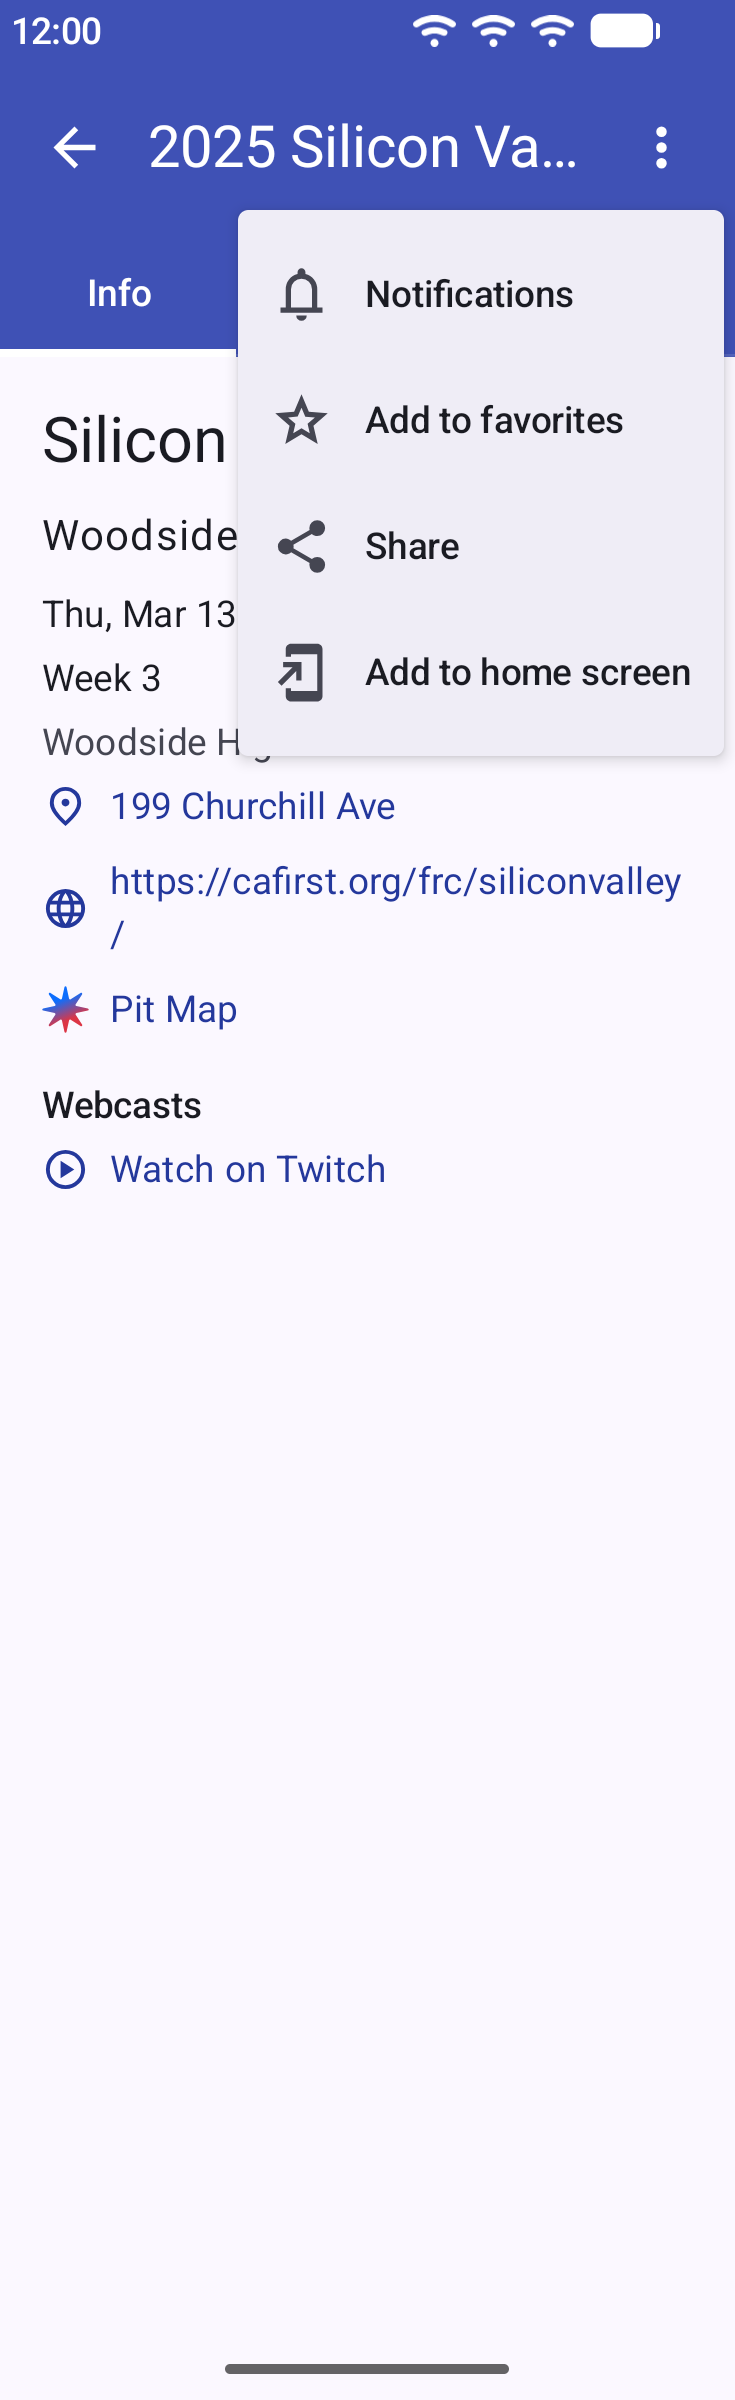 12:00
2025 Silicon Va...
Info
Notifications
Add to favorites
Share
Add to home screen
Silicon
Woodside
Thu, Mar 13
Week 3
Woodside
199 Churchill Ave
https://cafirst.org/frc/siliconvalley
/
Pit Map
Webcasts
Watch on Twitch